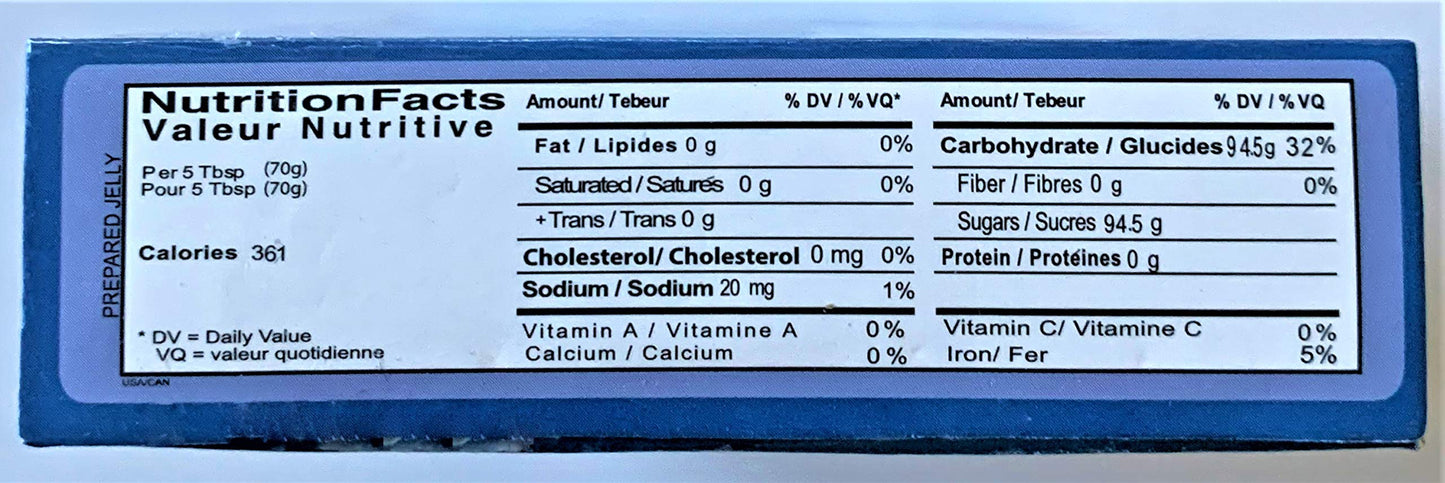 Nutrition Facts
Valeur Nutritive
Per 5 Tbsp (70g)
Pour 5 Tbsp (70g)
Calories 361
* DV = Daily Value
VQ = valeur quotidienne
Amount/ Tebeur % DV / % VQ*
Fat / Lipides 0 g 0%
Saturated / Saturés 0 g 0%
+ Trans / Trans 0 g
Cholesterol/ Cholesterol 0 mg 0%
Sodium / Sodium 20 mg 1%
Vitamin A / Vitamine A 0%
Calcium / Calcium 0%
Amount/ Tebeur % DV / % VQ
Carbohydrate / Glucides 94.5g 32%
Fiber / Fibres 0 g 0%
Sugars / Sucres 94.5 g
Protein / Protéines 0 g
Vitamin C/ Vitamine C 0%
Iron/ Fer 5%
PREPARED JELLY
USA/CAN